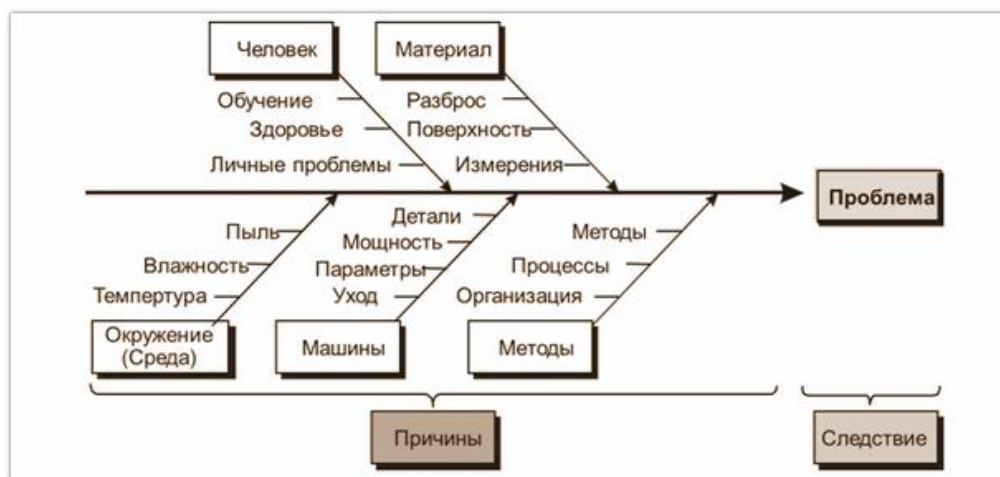 Человек
Материал
Обучение
Здоровье
Личные проблемы
Разброс
Поверхность
Измерения
Проблема
Пыль
Влажность
Темпертура
Детали
Мощность
Параметры
Уход
Методы
Процессы
Организация
Окружение
(Среда)
Машины
Методы
Причины
Следствие